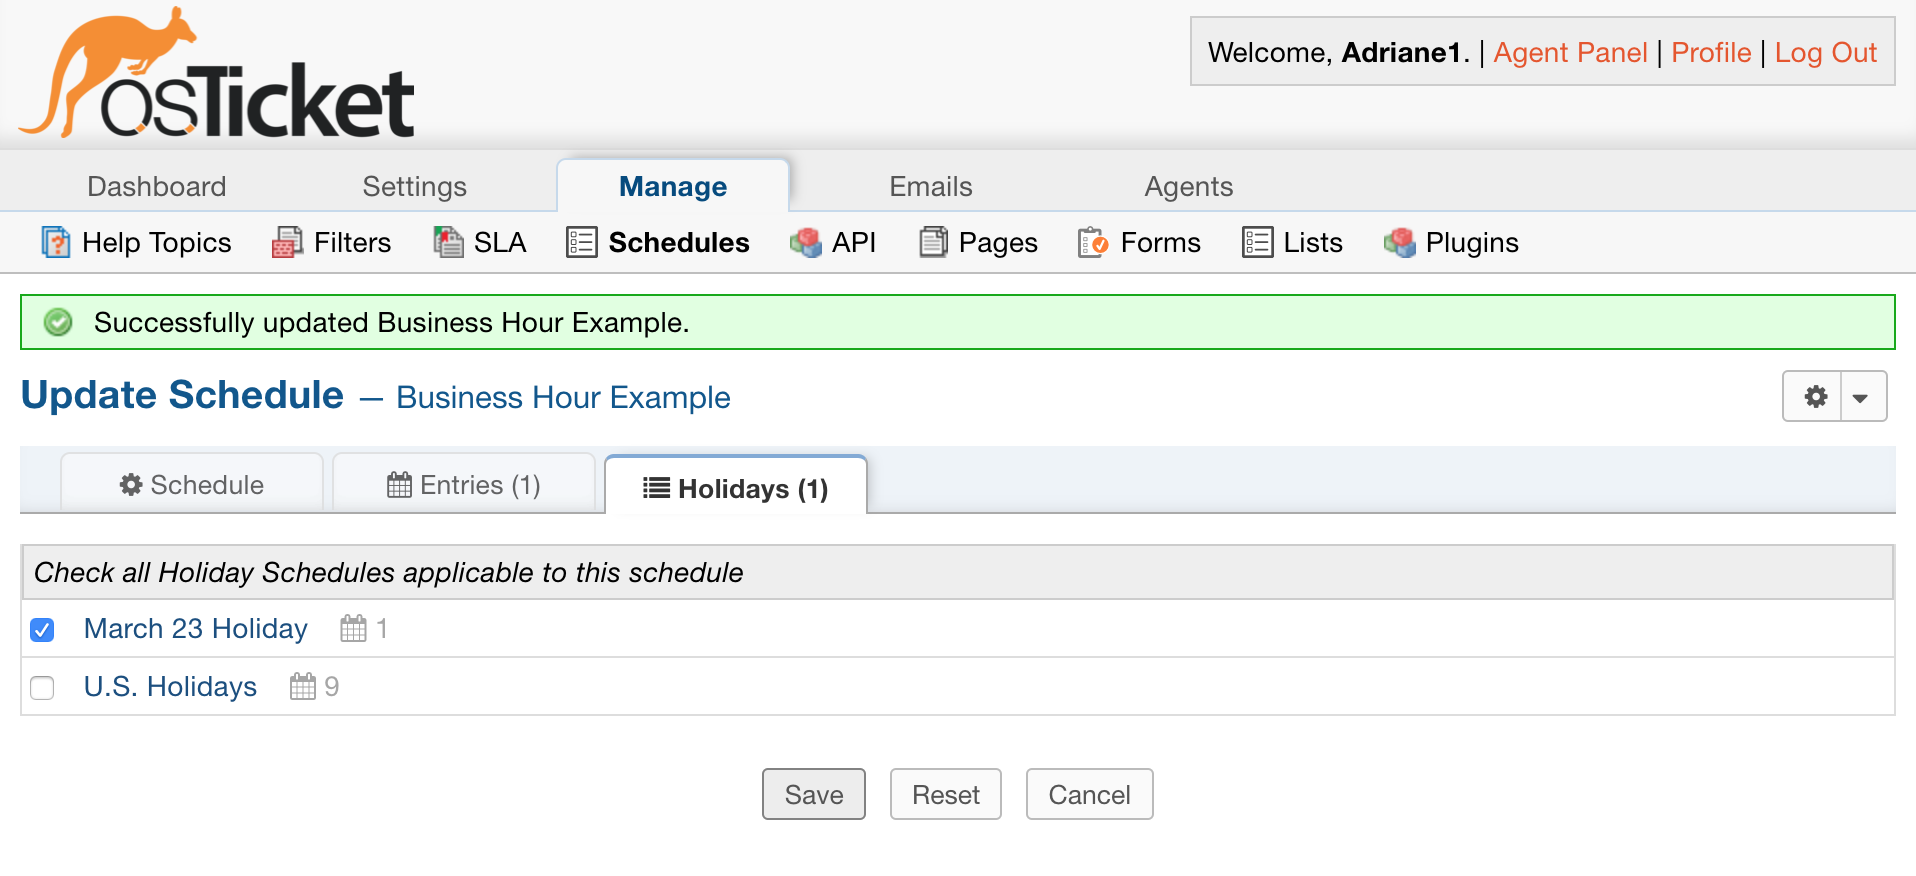 osTicket
Welcome, Adriane1. | Agent Panel | Profile | Log Out
Dashboard Settings Manage Emails Agents
Help Topics Filters SLA Schedules API Pages Forms Lists Plugins
Successfully updated Business Hour Example.
Update Schedule — Business Hour Example
Schedule Entries (1) Holidays (1)
Check all Holiday Schedules applicable to this schedule
March 23 Holiday 1
U.S. Holidays 9
Save Reset Cancel